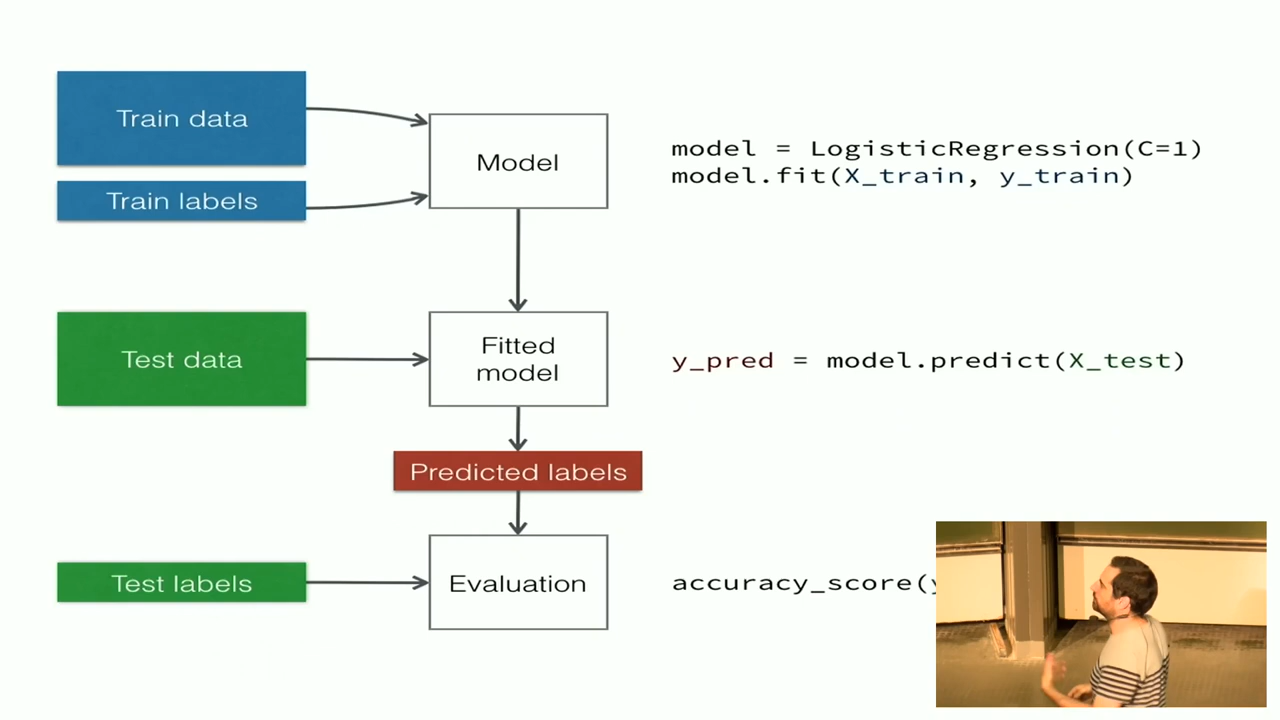 Train data
Train labels
Model
model = LogisticRegression(C=1)
model.fit(X_train, y_train)
Test data
Fitted
model
y_pred = model.predict(X_test)
Predicted labels
Test labels
Evaluation
accuracy_score(y